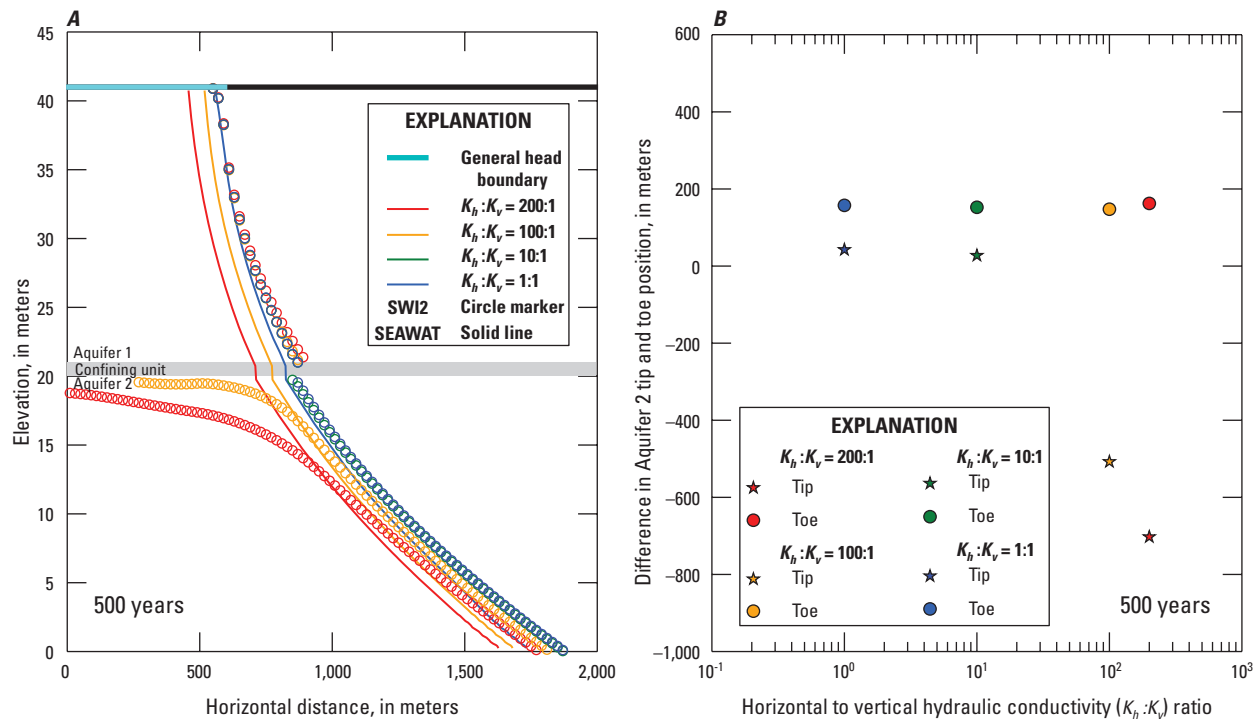 A
45
40
35
30
25
20
15
10
5
0
Elevation, in meters
0
500
1,000
1,500
2,000
Horizontal distance, in meters
EXPLANATION
General head
boundary
Kh:Kv = 200:1
Kh:Kv = 100:1
Kh:Kv = 10:1
Kh:Kv = 1:1
SWI2 Circle marker
SEAWAT Solid line
Aquifer 1
Confining unit
Aquifer 2
500 years
B
600
400
200
0
−200
−400
−600
−800
−1,000
Difference in Aquifer 2 tip and toe position, in meters
10-1
100
101
102
103
Horizontal to vertical hydraulic conductivity (Kh:Kv) ratio
EXPLANATION
Kh:Kv = 200:1
Tip
Toe
Kh:Kv = 100:1
Tip
Toe
Kh:Kv = 10:1
Tip
Toe
Kh:Kv = 1:1
Tip
Toe
500 years